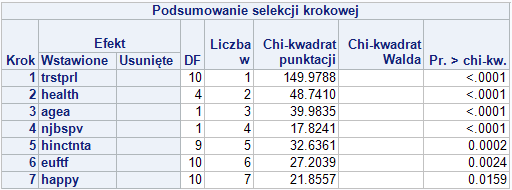 Podsumowanie selekcji krokowej
Krok Efekt DF Liczba w Chi-kwadrat punktacji Chi-kwadrat Walda Pr. > chi-kw.
Wstawione Usunięte
1 trstprl 10 1 149.9788 <.0001
2 health 4 2 48.7410 <.0001
3 agea 1 3 39.9835 <.0001
4 njbspv 1 4 17.8241 <.0001
5 hinctnta 9 5 32.6361 0.0002
6 euftf 10 6 27.2039 0.0024
7 happy 10 7 21.8557 0.0159